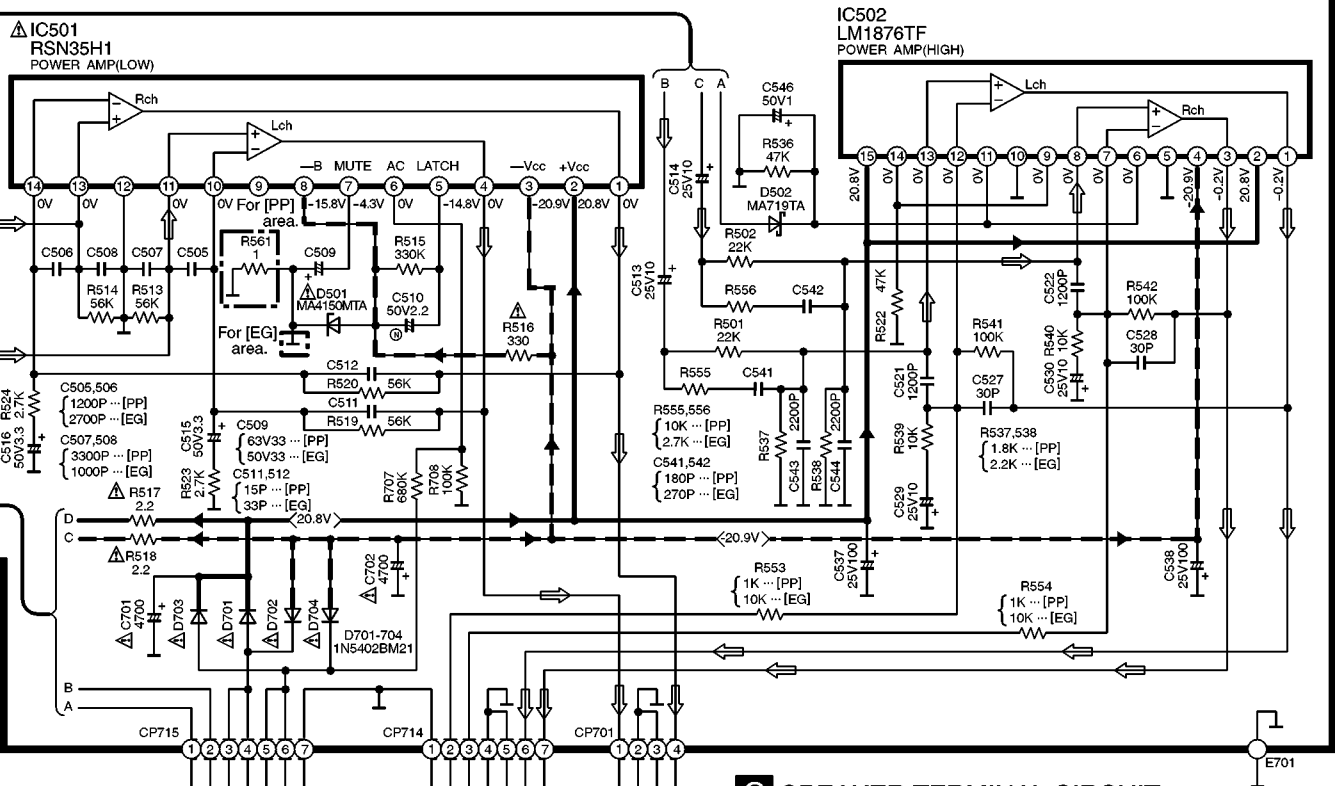 ⚠ IC501
RSN35H1
POWER AMP(LOW)
IC502
LM1876TF
POWER AMP(HIGH)
B C A
C546
50V1
+
R536
47K
D502
MA719TA
C514
25V10
R502
22K
C513
25V10
R556 C542
R501
22K
R555 C541
Rch
Lch
—B MUTE AC LATCH —Vcc +Vcc
14 13 12 11 10 9 8 7 6 5 4 3 2 1
0V 0V 0V 0V -15.8V -4.3V 0V -14.8V 0V -20.9V 20.8V 0V
Lch
Rch
15 14 13 12 11 10 9 8 7 6 5 4 3 2 1
20.8V 0V 0V 0V 0V 0V 0V 0V 0V -20.9V -0.2V 20.8V -0.2V
For [PP]
area.
R561
1
C509
C506 C508 C507 C505
R514
56K
R513
56K
⚠D501
MA4150MTA
R515
330K
C510
50V2.2
N
For [EG]
area.
⚠
R516
330
C512
R520 56K
C511
R519 56K
R524
2.7K
C516
50V3.3
C505,506
1200P ··· [PP]
2700P ··· [EG]
C507,508
3300P ··· [PP]
1000P ··· [EG]
C515
50V3.3
R523
2.7K
C509
63V33 ··· [PP]
50V33 ··· [EG]
C511,512
15P ··· [PP]
33P ··· [EG]
R707
680K
R708
100K
R555,556
10K ··· [PP]
2.7K ··· [EG]
C541,542
180P ··· [PP]
270P ··· [EG]
R537
2200P
C543
R538
2200P
C544
R522
47K
C521
1200P
R539
10K
C529
25V10
R541
100K
C527
30P
R537,538
1.8K ··· [PP]
2.2K ··· [EG]
C522
1200P
R540
10K
C530
25V10
R542
100K
C528
30P
⚠ R517
2.2
D
20.8V
C
-20.9V
⚠R518
2.2
⚠C701
4700
⚠D703
⚠D701
⚠D702
⚠D704
⚠C702
4700
D701-704
1N5402BM21
C537
25V100
C538
25V100
R553
1K ··· [PP]
10K ··· [EG]
R554
1K ··· [PP]
10K ··· [EG]
B
A
CP715
1 2 3 4 5 6 7
CP714
1 2 3 4 5 6 7
CP701
1 2 3 4
E701